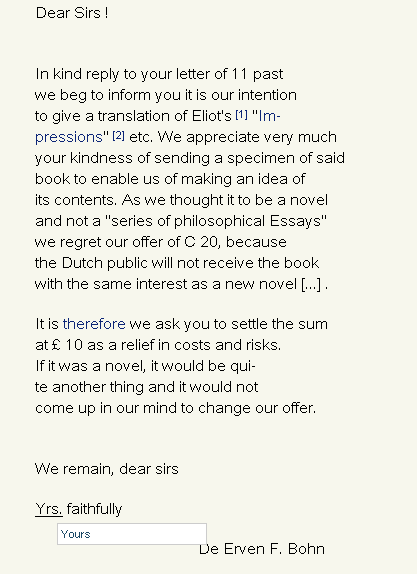 Dear Sirs !
In kind reply to your letter of 11 past
we beg to inform you it is our intention
to give a translation of Eliot's [1] "Im-
pressions" [2] etc. We appreciate very much
your kindness of sending a specimen of said
book to enable us of making an idea of
its contents. As we thought it to be a novel
and not a "series of philosophical Essays"
we regret our offer of C 20, because
the Dutch public will not receive the book
with the same interest as a new novel [...] .
It is therefore we ask you to settle the sum
at £ 10 as a relief in costs and risks.
If it was a novel, it would be qui-
te another thing and it would not
come up in our mind to change our offer.
We remain, dear sirs
Yrs. faithfully
Yours
De Erven F. Bohn